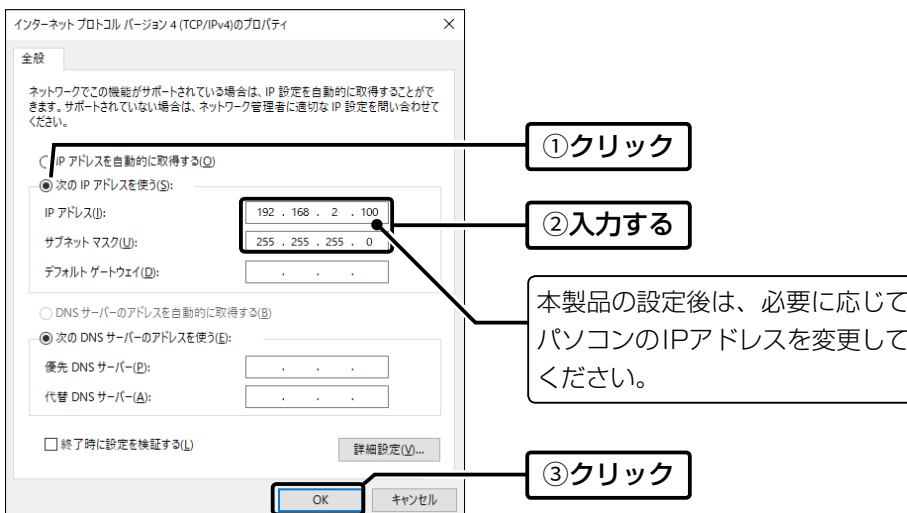 インターネット プロトコル バージョン 4 (TCP/IPv4)のプロパティ
全般
ネットワークでこの機能がサポートされている場合は、IP 設定を自動的に取得することがで
きます。サポートされていない場合は、ネットワーク管理者に適切な IP 設定を問い合わせて
ください。
IP アドレスを自動的に取得する(O)
次の IP アドレスを使う(S):
IP アドレス(I): 192 . 168 . 2 . 100
サブネット マスク(U): 255 . 255 . 255 . 0
デフォルト ゲートウェイ(D): . . .
DNS サーバーのアドレスを自動的に取得する(B)
次の DNS サーバーのアドレスを使う(E):
優先 DNS サーバー(P): . . .
代替 DNS サーバー(A): . . .
終了時に設定を検証する(L)
詳細設定(V)...
OK
キャンセル
①クリック
②入力する
本製品の設定後は、必要に応じて
パソコンのIPアドレスを変更して
ください。
③クリック